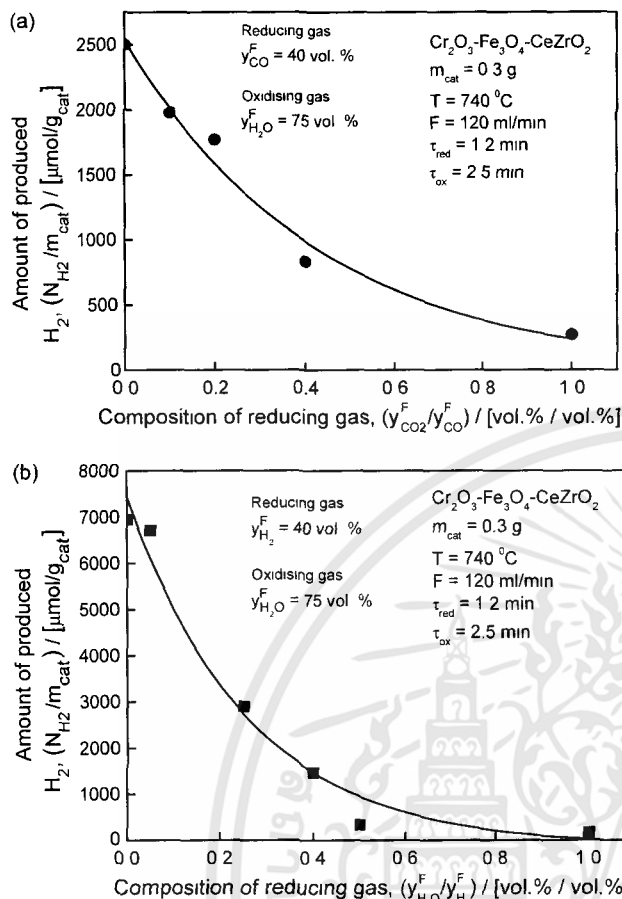 (a)
Amount of produced
H₂, (N_H2/m_cat) / [µmol/g_cat]
2500
2000
1500
1000
500
0
Reducing gas
y^F_CO = 40 vol. %
Oxidising gas
y^F_H₂O = 75 vol %
Cr₂O₃-Fe₃O₄-CeZrO₂
m_cat = 0 3 g
T = 740 ⁰C
F = 120 ml/min
τ_red = 1 2 min
τ_ox = 2 5 min
0.0 0 2 0.4 0 6 0.8 1 0
Composition of reducing gas, (y^F_CO2/y^F_CO) / [vol.% / vol.%]
(b)
Amount of produced
H₂, (N_H2/m_cat) / [µmol/g_cat]
8000
7000
6000
5000
4000
3000
2000
1000
0
Reducing gas
y^F_H₂ = 40 vol %
Oxidising gas
y^F_H₂O = 75 vol %
Cr₂O₃-Fe₃O₄-CeZrO₂
m_cat = 0.3 g
T = 740 ⁰C
F = 120 ml/min
τ_red = 1 2 min
τ_ox = 2.5 min
0.0 0 2 0.4 0 6 0.8 1 0
Composition of reducing gas, (y^F_H₂O/y^F_H) / [vol.% / vol.%